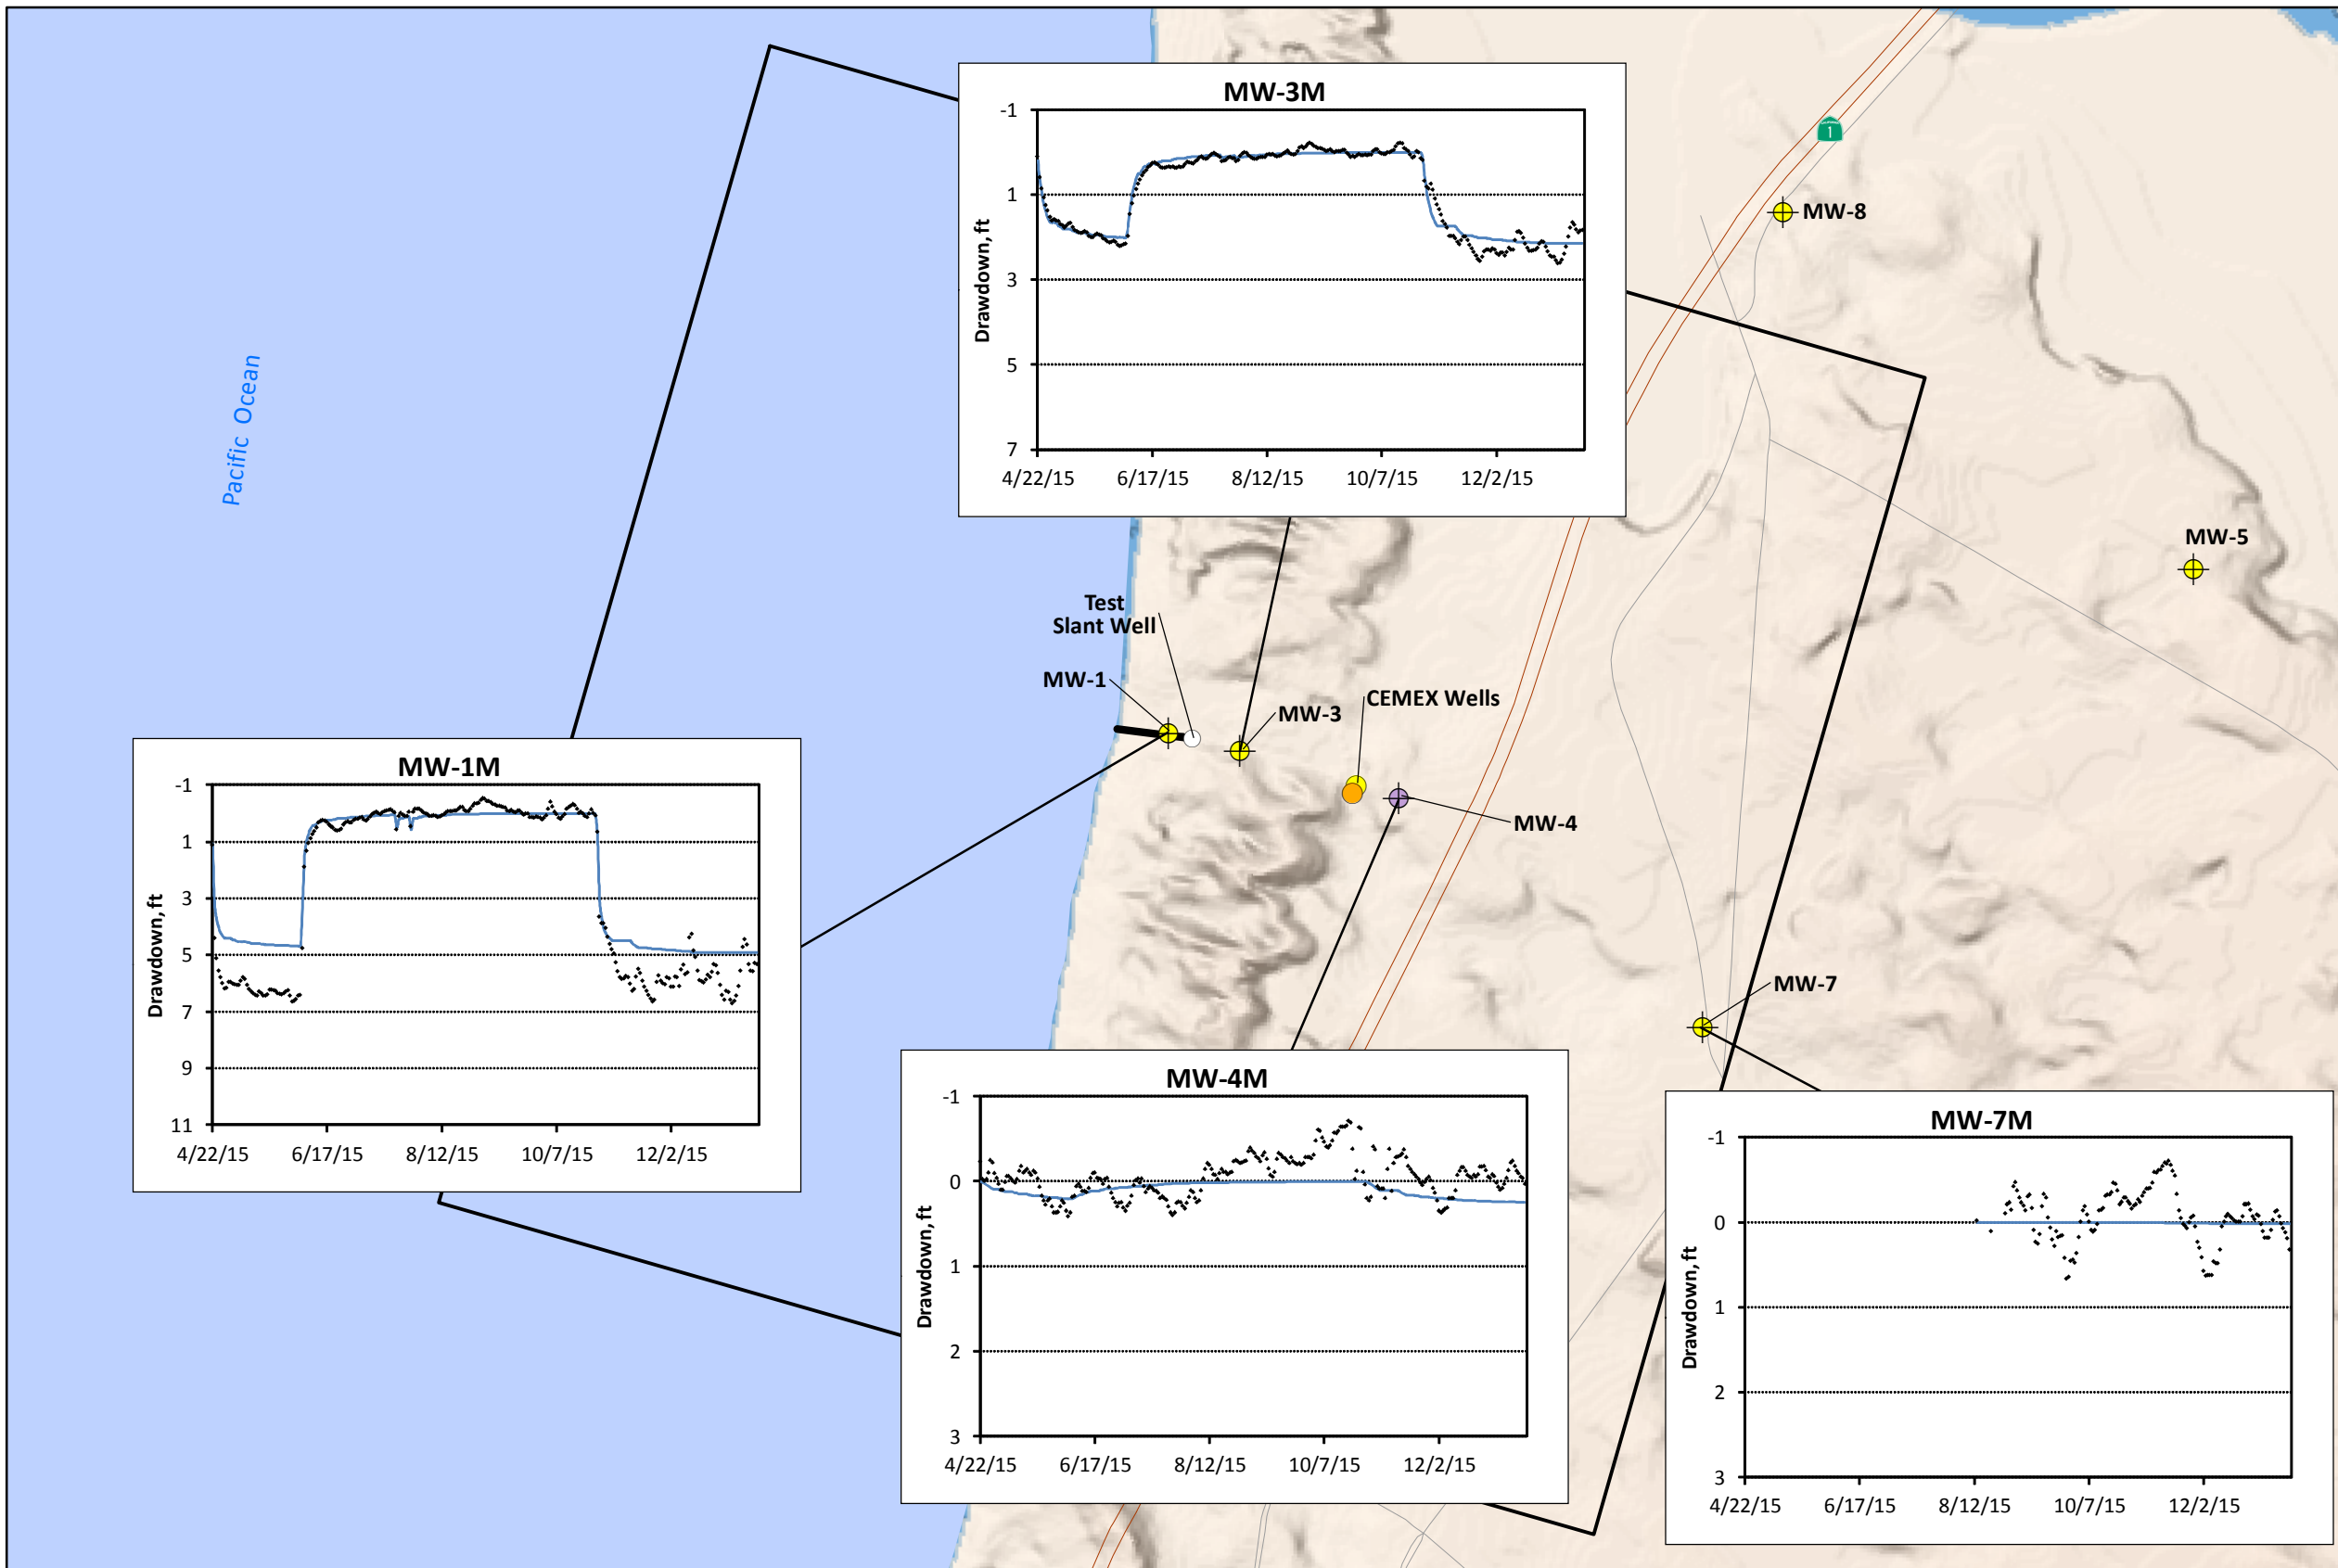 MW-3M
-1
1
3
5
7
Drawdown, ft
4/22/15
6/17/15
8/12/15
10/7/15
12/2/15
1
MW-8
Pacific Ocean
MW-5
Test
Slant Well
MW-1
MW-3
CEMEX Wells
MW-4
MW-7
MW-1M
-1
1
3
5
7
9
11
Drawdown, ft
4/22/15
6/17/15
8/12/15
10/7/15
12/2/15
MW-4M
-1
0
1
2
3
Drawdown, ft
4/22/15
6/17/15
8/12/15
10/7/15
12/2/15
MW-7M
-1
0
1
2
3
Drawdown, ft
4/22/15
6/17/15
8/12/15
10/7/15
12/2/15